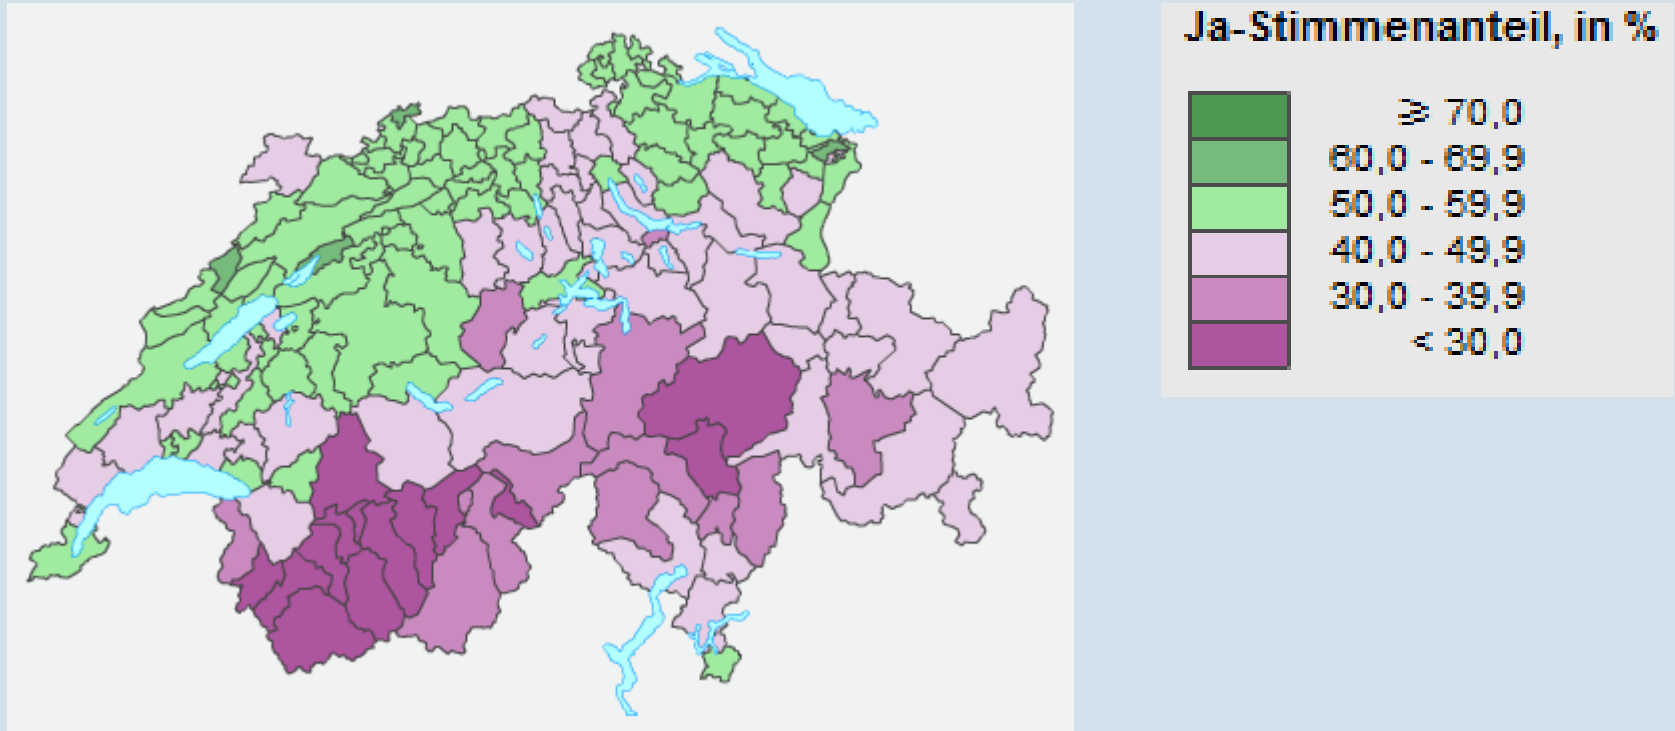 Ja-Stimmenanteil, in %
≥ 70,0
60,0 - 69,9
50,0 - 59,9
40,0 - 49,9
30,0 - 39,9
< 30,0